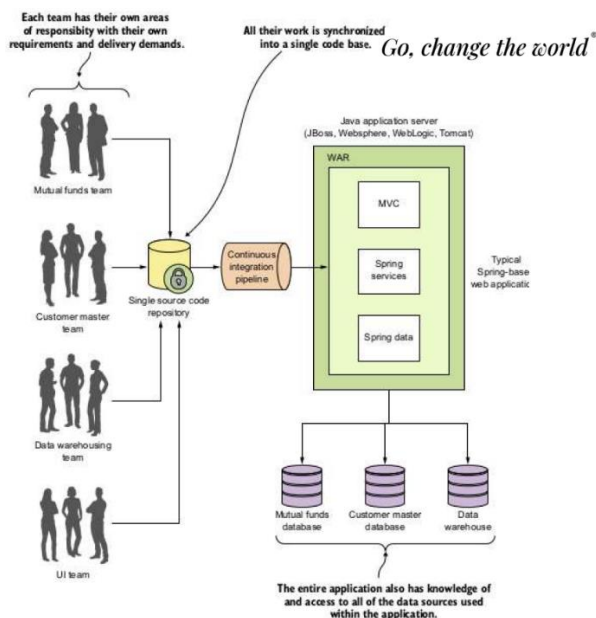 Each team has their own areas
of responsibity with their own
requirements and delivery demands.
All their work is synchronized
into a single code base.
Go, change the world
®
Java application server
(JBoss, Websphere, WebLogic, Tomcat)
WAR
MVC
Spring
services
Spring data
Typical
Spring-base
web applicatic
Mutual funds team
Continuous
integration
pipeline
Single source code
repository
Customer master
team
Data warehousing
team
UI team
Mutual funds
database
Customer master
database
Data
warehouse
The entire application also has knowledge of
and access to all of the data sources used
within the application.